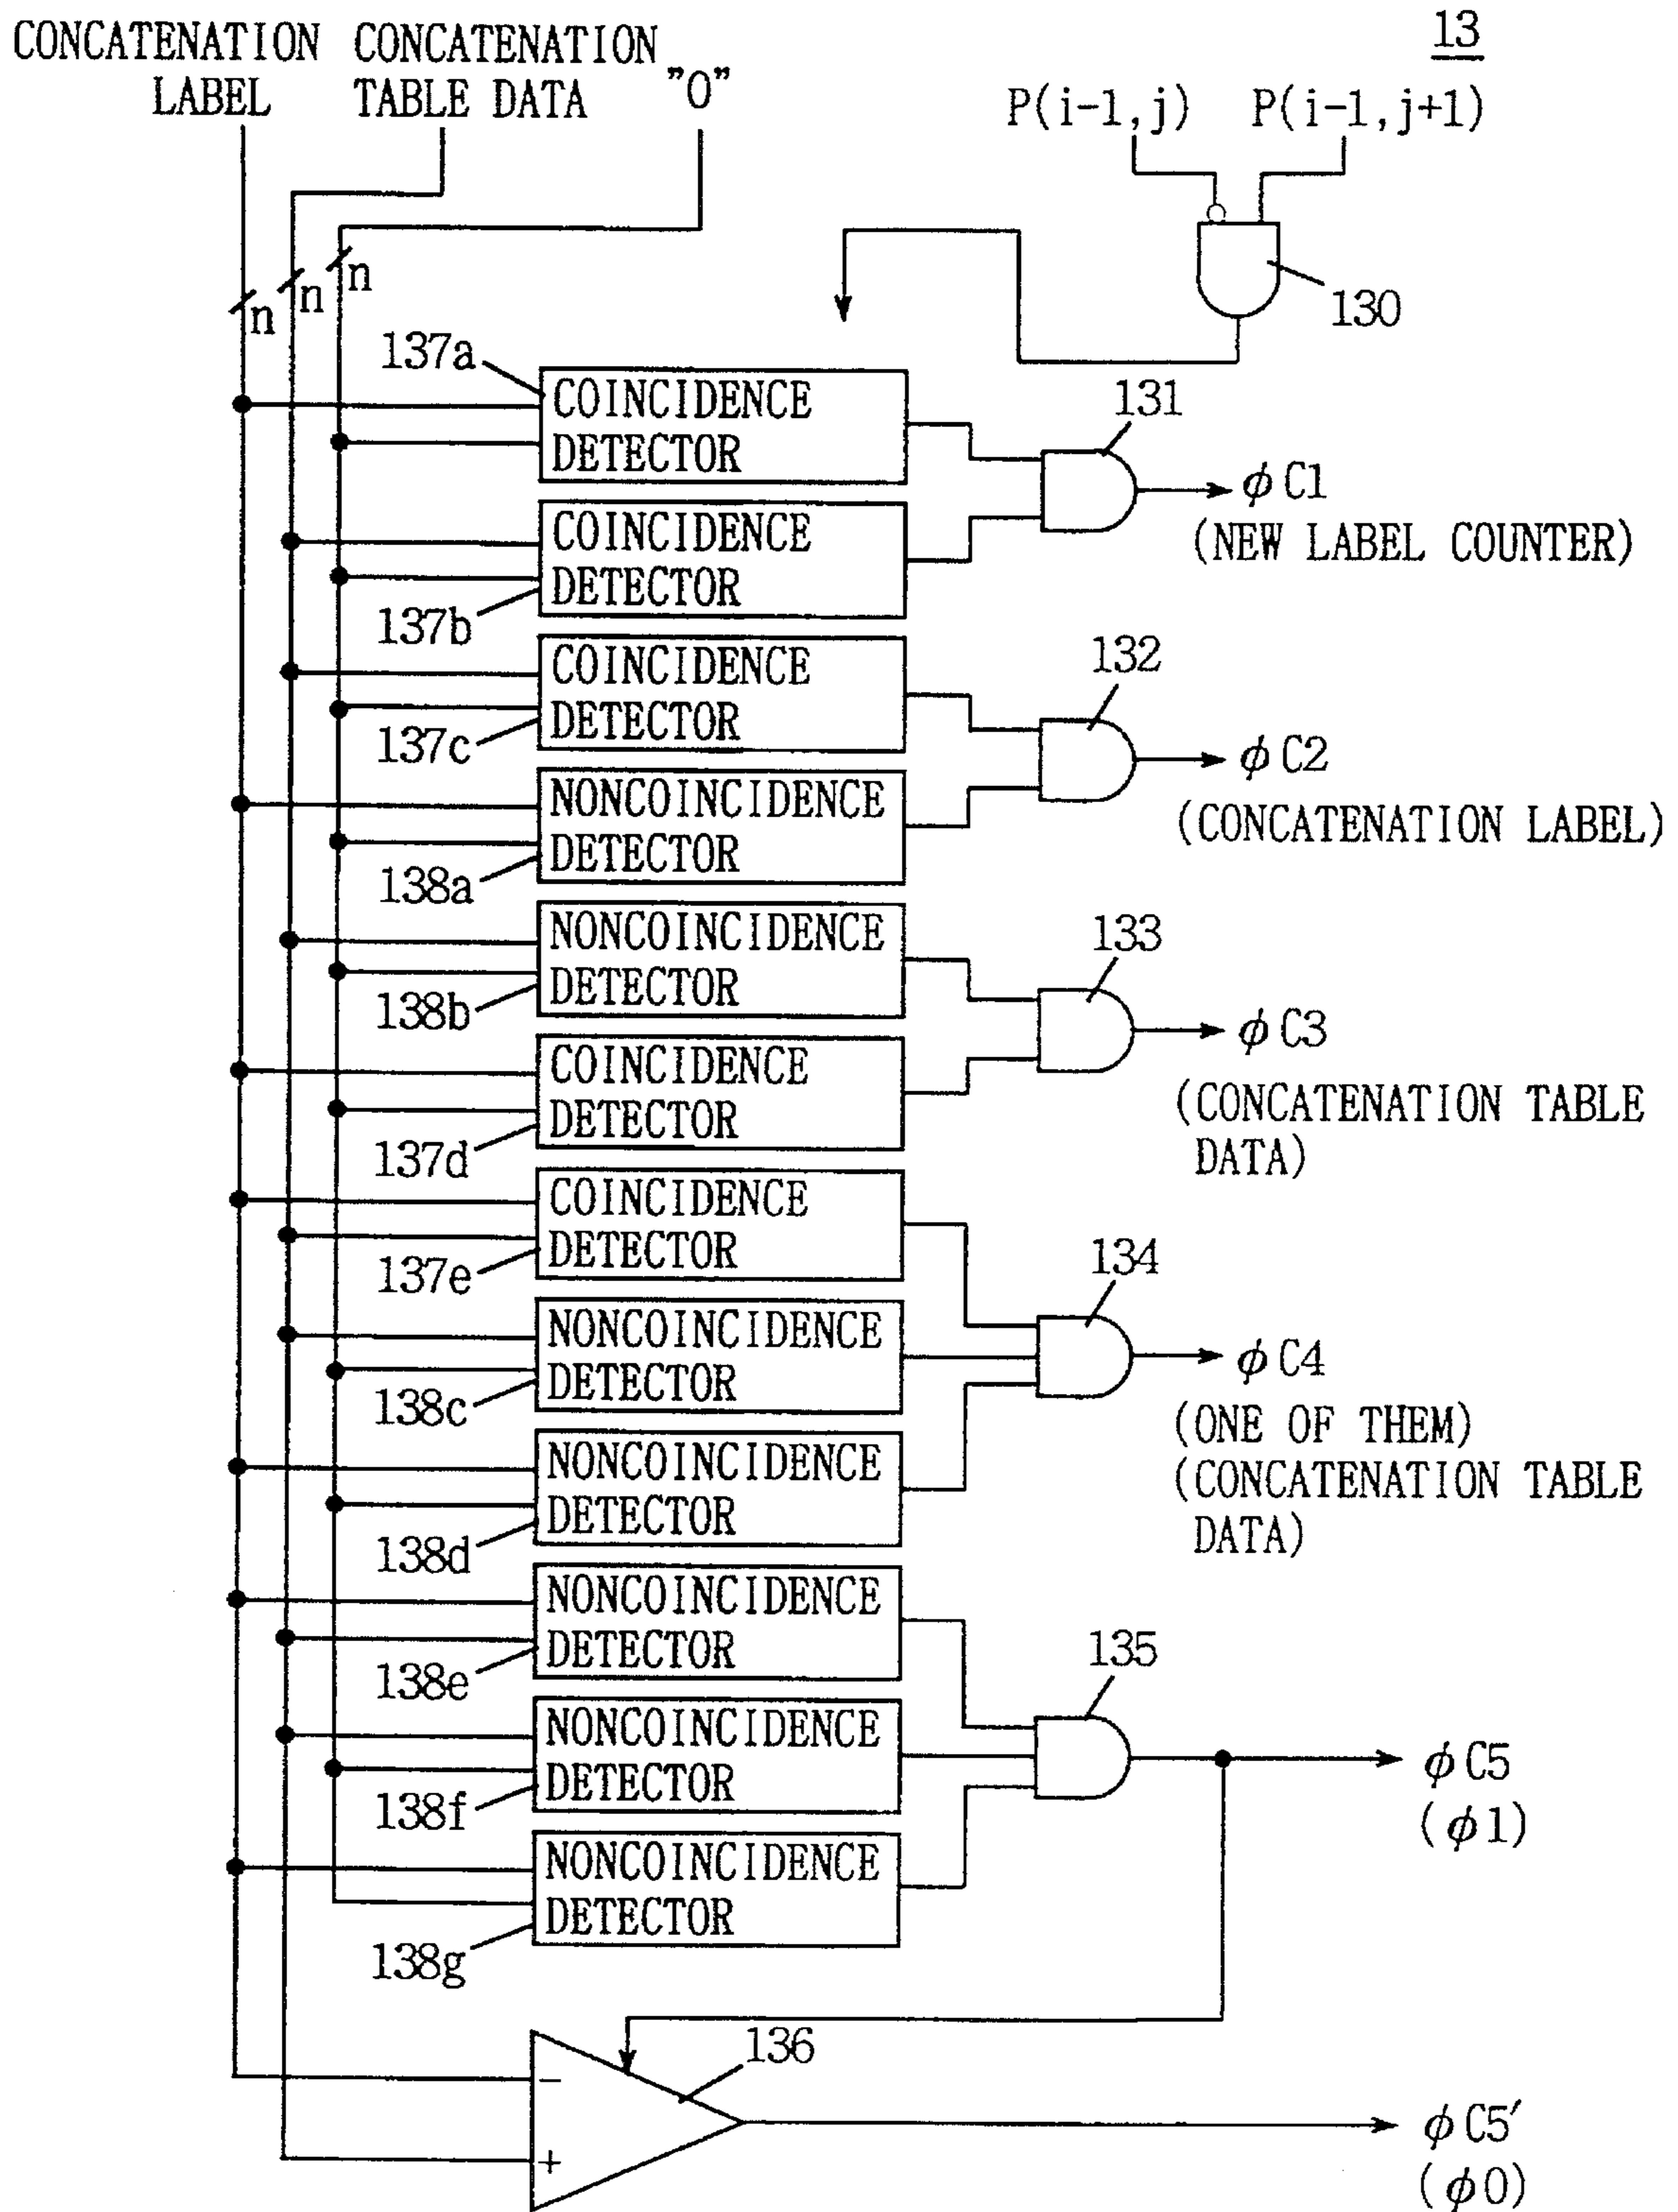 13
CONCATENATION
LABEL
CONCATENATION
TABLE DATA
"0"
P(i-1,j)
P(i-1,j+1)
n
n
n
130
137a
COINCIDENCE
DETECTOR
131
φC1
(NEW LABEL COUNTER)
COINCIDENCE
DETECTOR
137b
COINCIDENCE
DETECTOR
137c
132
φC2
(CONCATENATION LABEL)
NONCOINCIDENCE
DETECTOR
138a
NONCOINCIDENCE
DETECTOR
138b
133
φC3
(CONCATENATION TABLE
DATA)
COINCIDENCE
DETECTOR
137d
COINCIDENCE
DETECTOR
137e
134
φC4
(ONE OF THEM)
(CONCATENATION TABLE
DATA)
NONCOINCIDENCE
DETECTOR
138c
NONCOINCIDENCE
DETECTOR
138d
NONCOINCIDENCE
DETECTOR
138e
135
φC5
(φ1)
NONCOINCIDENCE
DETECTOR
138f
NONCOINCIDENCE
DETECTOR
138g
136
−
+
φC5′
(φ0)